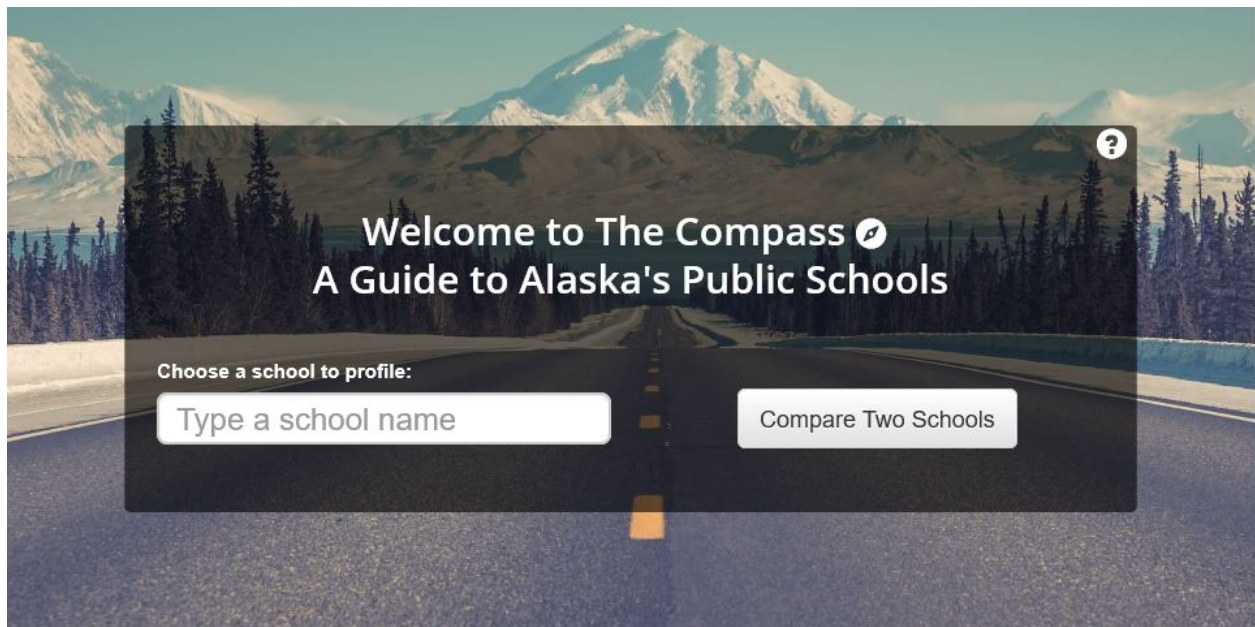 Welcome to The Compass
A Guide to Alaska's Public Schools
Choose a school to profile:
Type a school name
Compare Two Schools
?